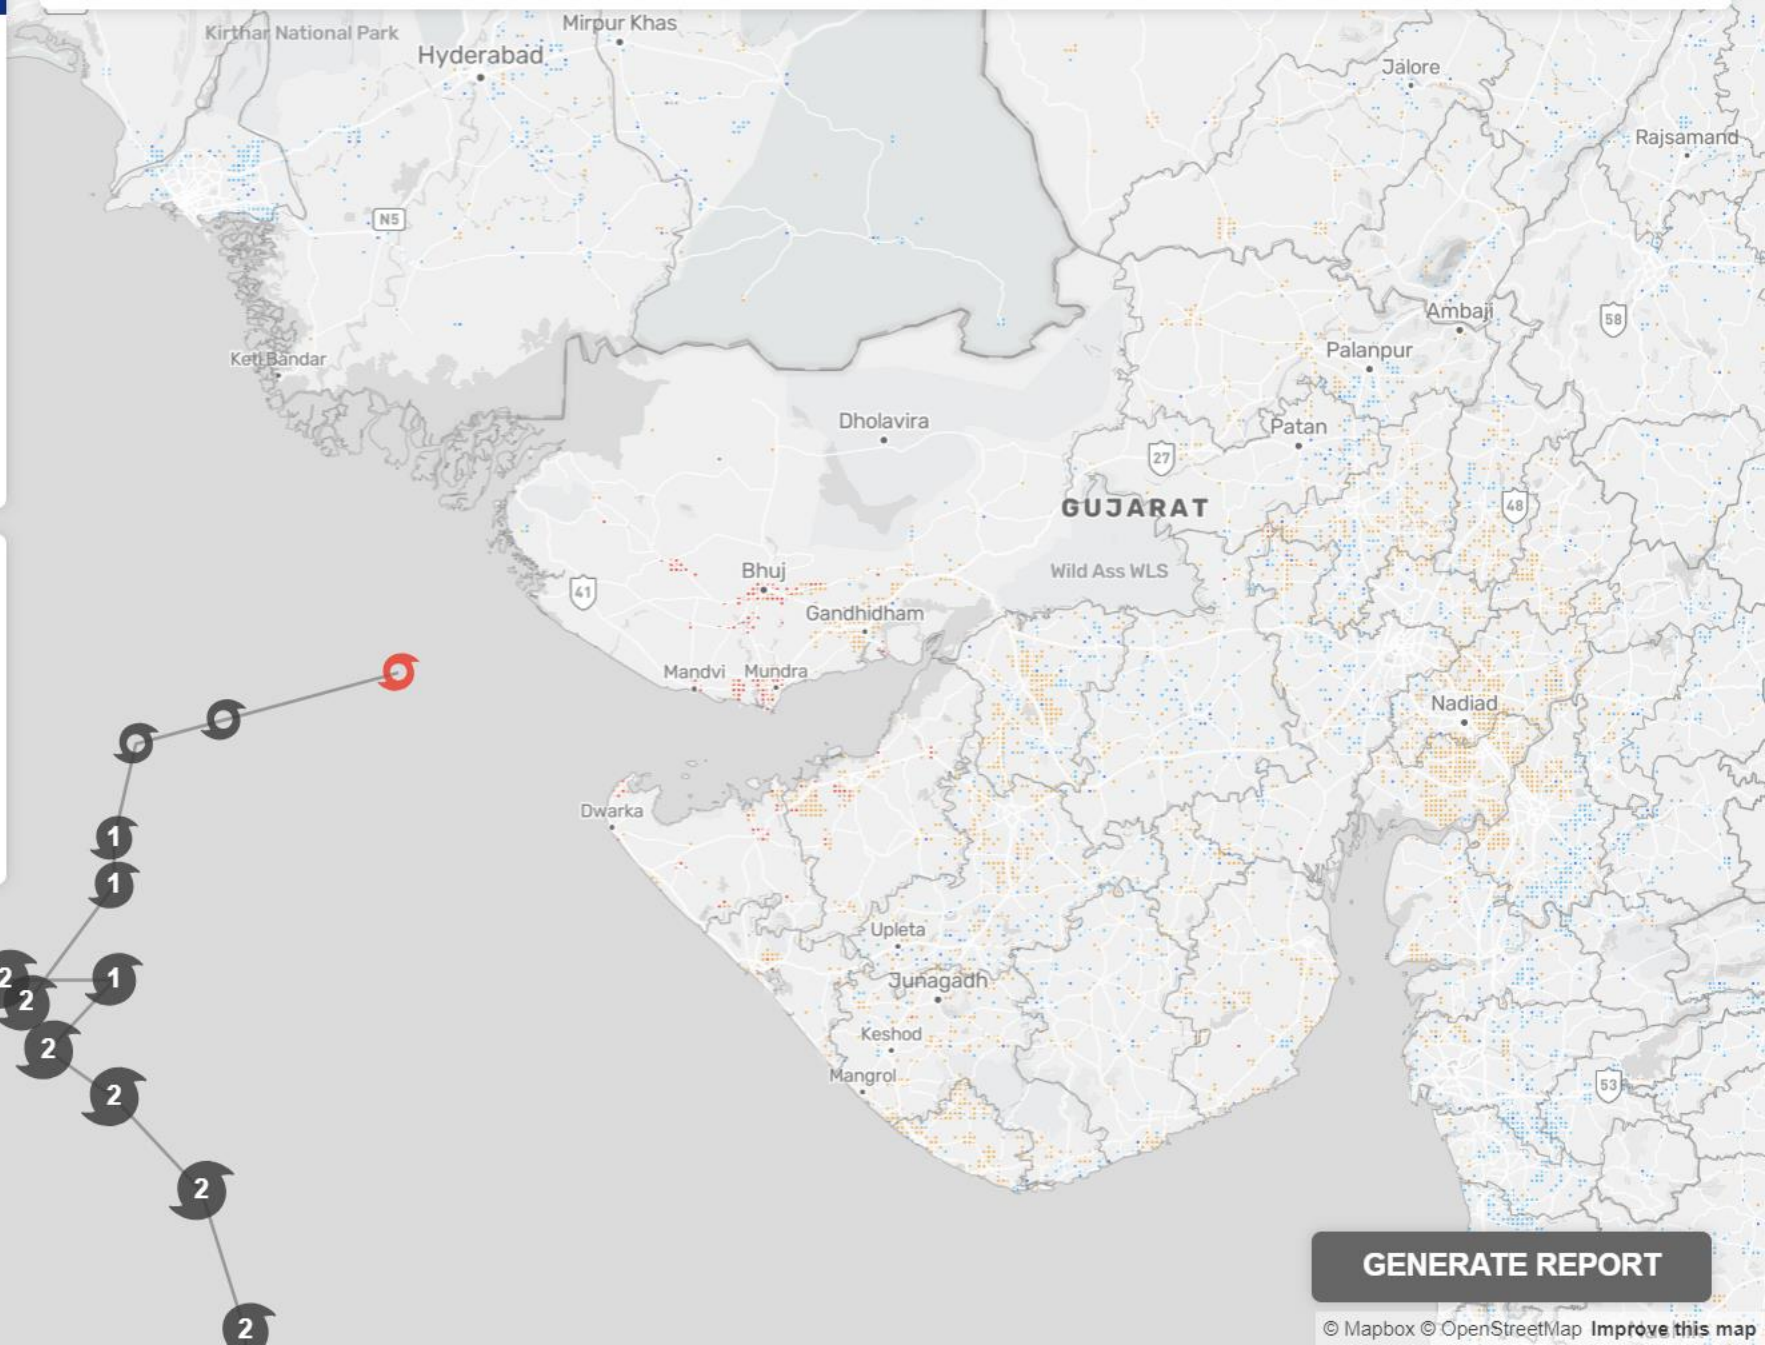 Kirthar National Park
Mirpur Khas
Hyderabad
Jalore
Rajsamand
N5
Ambaji
58
Keti Bandar
Palanpur
Dholavira
Patan
27
GUJARAT
48
Bhuj
Wild Ass WLS
41
Gandhidham
Mandvi
Mundra
Nadiad
Dwarka
1
1
Upleta
2
1
Junagadh
2
Keshod
2
Mangrol
53
2
2
GENERATE REPORT
2
© Mapbox © OpenStreetMap Improve this map